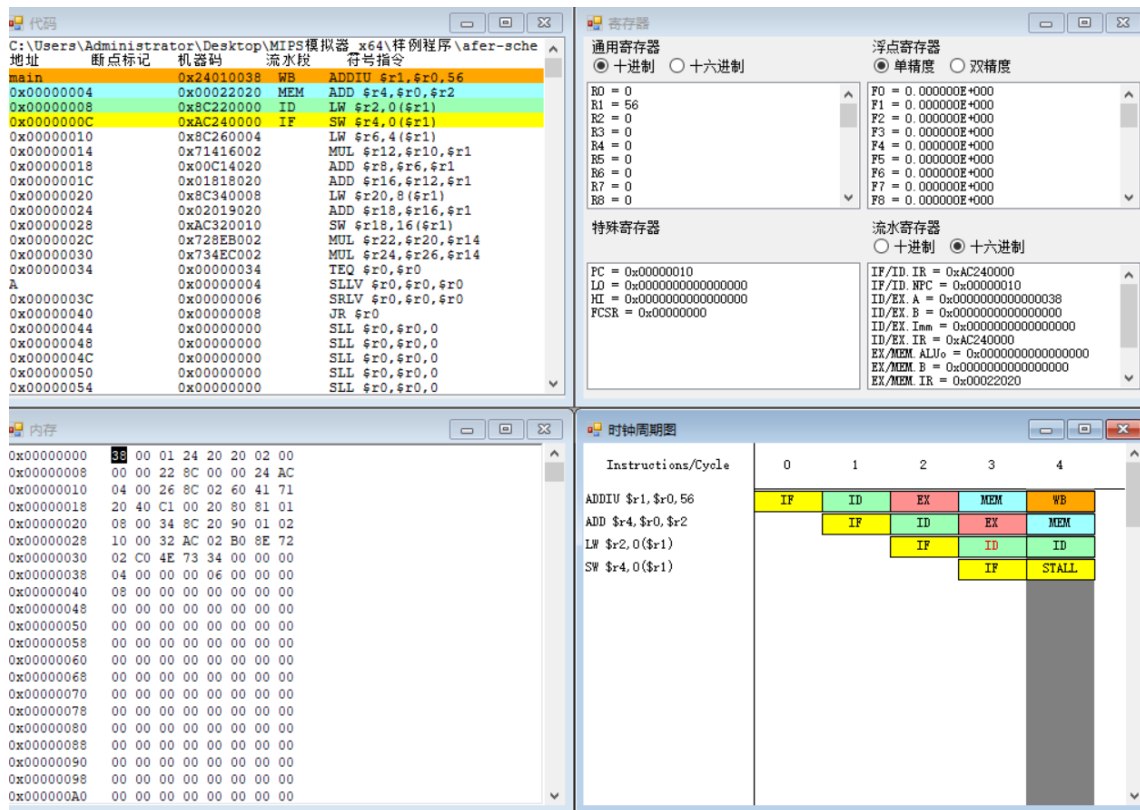 代码
C:\Users\Administrator\Desktop\MIPS模拟器_x64\样例程序\afer-sche
地址 断点标记 机器码 流水段 符号指令
main 0x24010038 WB ADDIU $r1,$r0,56
0x00000004 0x00022020 MEM ADD $r4,$r0,$r2
0x00000008 0x8C220000 ID LW $r2,0($r1)
0x0000000C 0xAC240000 IF SW $r4,0($r1)
0x00000010 0x8C260004 LW $r6,4($r1)
0x00000014 0x71416002 MUL $r12,$r10,$r1
0x00000018 0x00C14020 ADD $r8,$r6,$r1
0x0000001C 0x01818020 ADD $r16,$r12,$r1
0x00000020 0x8C340008 LW $r20,8($r1)
0x00000024 0x02019020 ADD $r18,$r16,$r1
0x00000028 0xAC320010 SW $r18,16($r1)
0x0000002C 0x728EB002 MUL $r22,$r20,$r14
0x00000030 0x734EC002 MUL $r24,$r26,$r14
0x00000034 0x00000034 TEQ $r0,$r0
A 0x00000004 SLLV $r0,$r0,$r0
0x0000003C 0x00000006 SRLV $r0,$r0,$r0
0x00000040 0x00000008 JR $r0
0x00000044 0x00000000 SLL $r0,$r0,0
0x00000048 0x00000000 SLL $r0,$r0,0
0x0000004C 0x00000000 SLL $r0,$r0,0
0x00000050 0x00000000 SLL $r0,$r0,0
0x00000054 0x00000000 SLL $r0,$r0,0
寄存器
通用寄存器
十进制 十六进制
R0 = 0
R1 = 56
R2 = 0
R3 = 0
R4 = 0
R5 = 0
R6 = 0
R7 = 0
R8 = 0
浮点寄存器
单精度 双精度
F0 = 0.000000E+000
F1 = 0.000000E+000
F2 = 0.000000E+000
F3 = 0.000000E+000
F4 = 0.000000E+000
F5 = 0.000000E+000
F6 = 0.000000E+000
F7 = 0.000000E+000
F8 = 0.000000E+000
特殊寄存器
PC = 0x00000010
LO = 0x0000000000000000
HI = 0x0000000000000000
FCSR = 0x00000000
流水寄存器
十进制 十六进制
IF/ID.IR = 0xAC240000
IF/ID.NPC = 0x00000010
ID/EX.A = 0x0000000000000038
ID/EX.B = 0x0000000000000000
ID/EX.Imm = 0x0000000000000000
ID/EX.IR = 0xAC240000
EX/MEM.ALUo = 0x0000000000000000
EX/MEM.B = 0x0000000000000000
EX/MEM.IR = 0x00022020
内存
0x00000000 38 00 01 24 20 20 02 00
0x00000008 00 00 22 8C 00 00 24 AC
0x00000010 04 00 26 8C 02 60 41 71
0x00000018 20 40 C1 00 20 80 81 01
0x00000020 08 00 34 8C 20 90 01 02
0x00000028 10 00 32 AC 02 B0 8E 72
0x00000030 02 C0 4E 73 34 00 00 00
0x00000038 04 00 00 00 06 00 00 00
0x00000040 08 00 00 00 00 00 00 00
0x00000048 00 00 00 00 00 00 00 00
0x00000050 00 00 00 00 00 00 00 00
0x00000058 00 00 00 00 00 00 00 00
0x00000060 00 00 00 00 00 00 00 00
0x00000068 00 00 00 00 00 00 00 00
0x00000070 00 00 00 00 00 00 00 00
0x00000078 00 00 00 00 00 00 00 00
0x00000080 00 00 00 00 00 00 00 00
0x00000088 00 00 00 00 00 00 00 00
0x00000090 00 00 00 00 00 00 00 00
0x00000098 00 00 00 00 00 00 00 00
0x000000A0 00 00 00 00 00 00 00 00
时钟周期图
Instructions/Cycle 0 1 2 3 4
ADDIU $r1,$r0,56 IF ID EX MEM WB
ADD $r4,$r0,$r2 IF ID EX MEM
LW $r2,0($r1) IF ID ID
SW $r4,0($r1) IF STALL